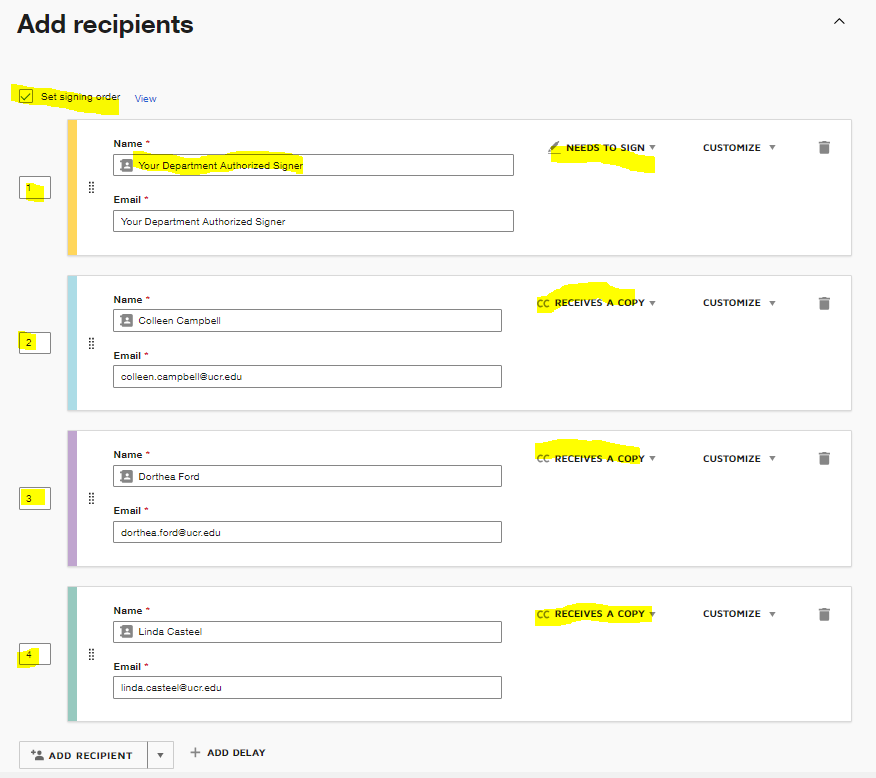 Add recipients
Set signing order View
Name *
NEEDS TO SIGN
CUSTOMIZE
Your Department Authorized Signer
1
Email *
Your Department Authorized Signer
Name *
CC RECEIVES A COPY
CUSTOMIZE
Colleen Campbell
2
Email *
colleen.campbell@ucr.edu
Name *
CC RECEIVES A COPY
CUSTOMIZE
Dorthea Ford
3
Email *
dorthea.ford@ucr.edu
Name *
CC RECEIVES A COPY
CUSTOMIZE
Linda Casteel
4
Email *
linda.casteel@ucr.edu
ADD RECIPIENT
ADD DELAY